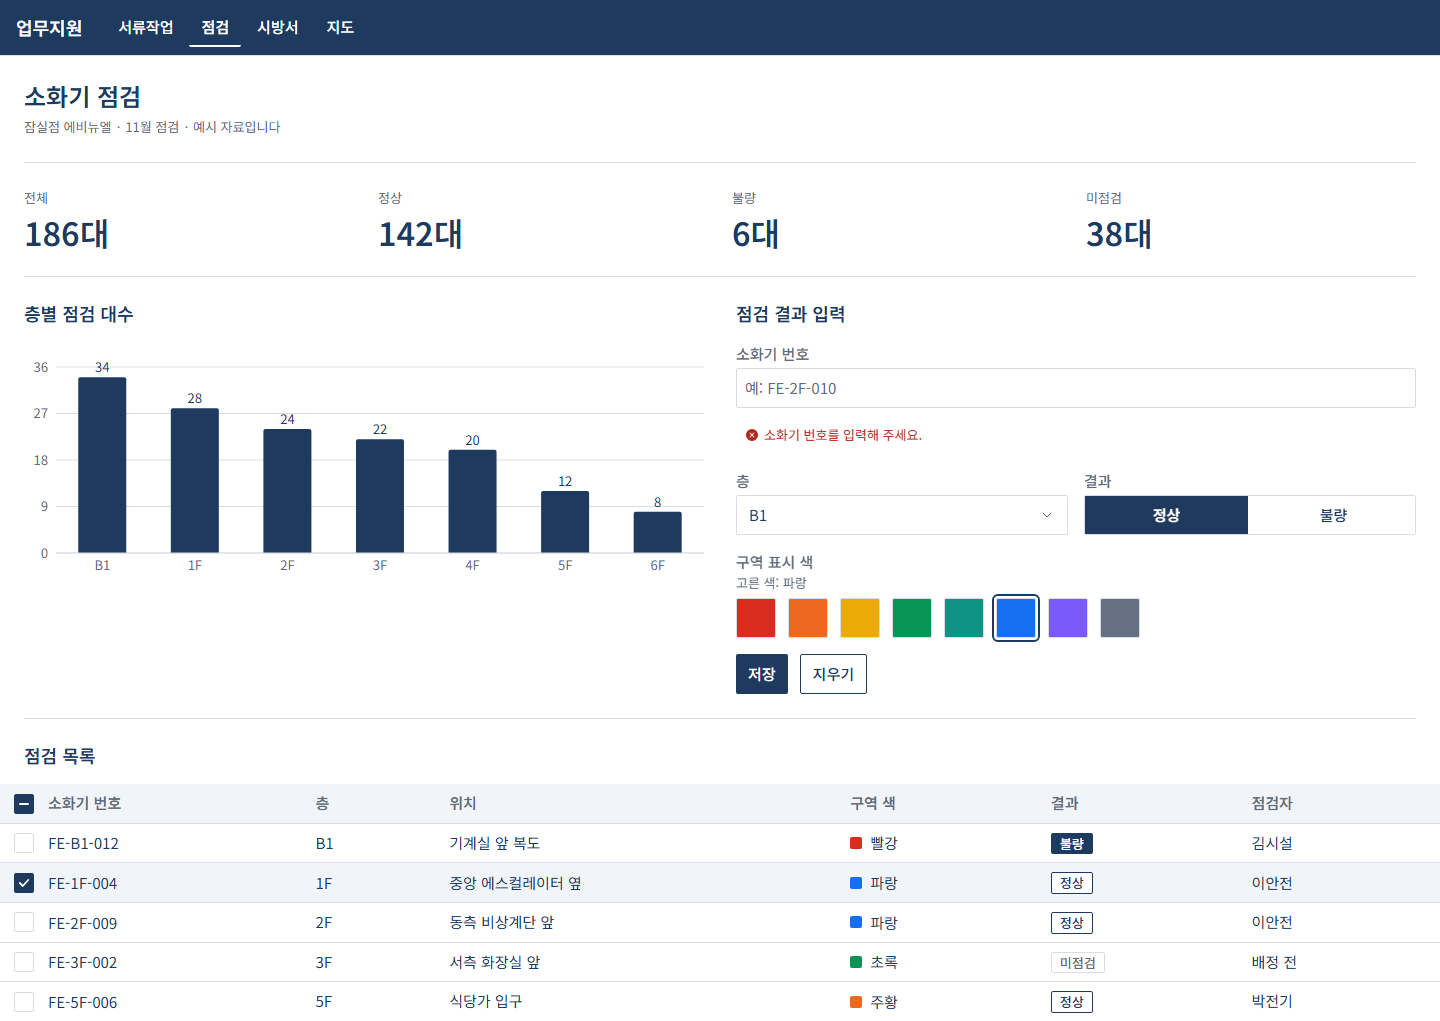 업무지원 서류작업 점검 시방서 지도
소화기 점검
잠실점 에비뉴엘 · 11월 점검 · 예시 자료입니다
전체 정상 불량 미점검
186대 142대 6대 38대
층별 점검 대수
36
27
18
9
0
34 28 24 22 20 12 8
B1 1F 2F 3F 4F 5F 6F
점검 결과 입력
소화기 번호
예: FE-2F-010
소화기 번호를 입력해 주세요.
층 결과
B1 정상 불량
구역 표시 색
고른 색: 파랑
저장 지우기
점검 목록
소화기 번호 층 위치 구역 색 결과 점검자
FE-B1-012 B1 기계실 앞 복도 빨강 불량 김시설
FE-1F-004 1F 중앙 에스컬레이터 옆 파랑 정상 이안전
FE-2F-009 2F 동측 비상계단 앞 파랑 정상 이안전
FE-3F-002 3F 서측 화장실 앞 초록 미점검 배정 전
FE-5F-006 5F 식당가 입구 주황 정상 박전기